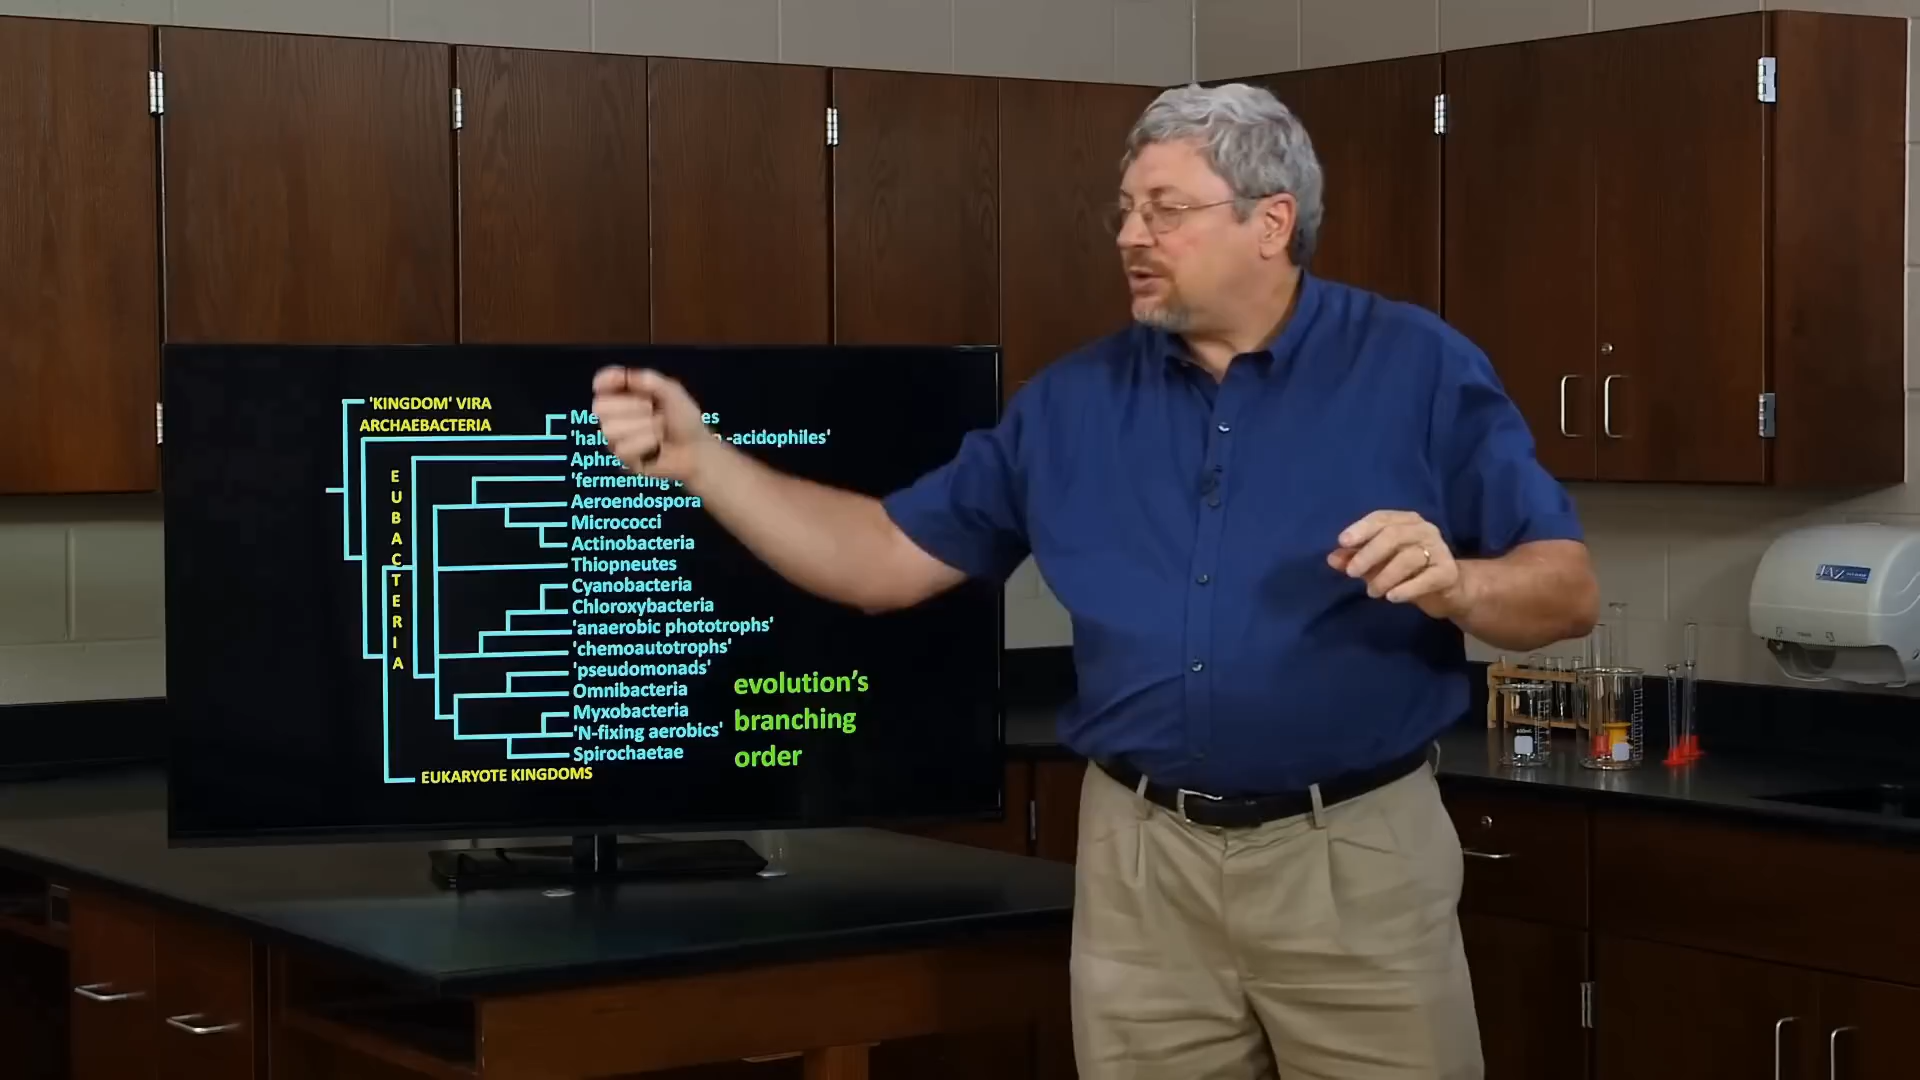 'KINGDOM' VIRA
ARCHAEBACTERIA
EUBACTERIA
-acidophiles'
'fermenting
Aeroendospora
Micrococci
Actinobacteria
Thiopneutes
Cyanobacteria
Chloroxybacteria
'anaerobic phototrophs'
'chemoautotrophs'
'pseudomonads'
Omnibacteria
Myxobacteria
'N-fixing aerobics'
Spirochaetae
EUKARYOTE KINGDOMS
evolution's
branching
order